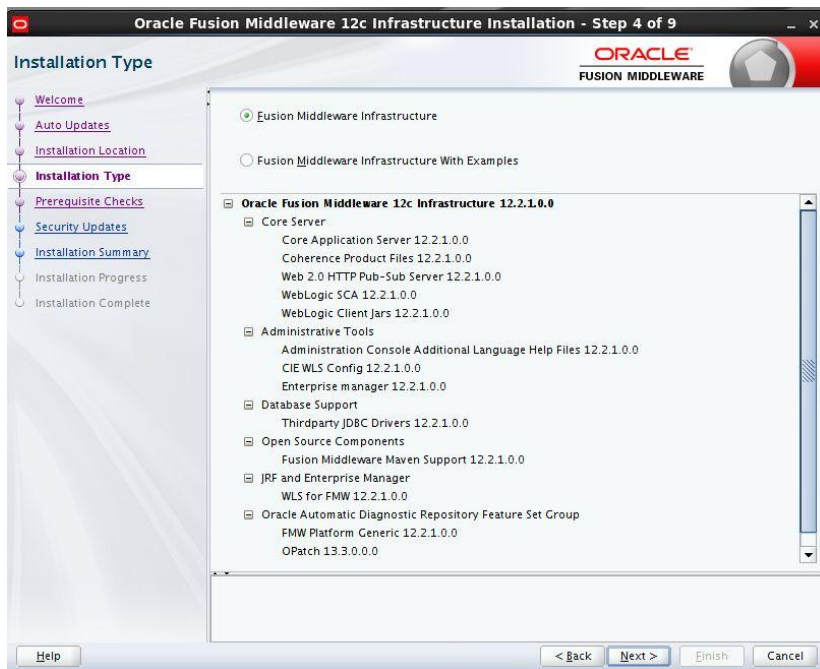 Oracle Fusion Middleware 12c Infrastructure Installation - Step 4 of 9
Installation Type
ORACLE
FUSION MIDDLEWARE
Welcome
Auto Updates
Installation Location
Installation Type
Prerequisite Checks
Security Updates
Installation Summary
Installation Progress
Installation Complete
Fusion Middleware Infrastructure
Fusion Middleware Infrastructure With Examples
Oracle Fusion Middleware 12c Infrastructure 12.2.1.0.0
Core Server
Core Application Server 12.2.1.0.0
Coherence Product Files 12.2.1.0.0
Web 2.0 HTTP Pub-Sub Server 12.2.1.0.0
WebLogic SCA 12.2.1.0.0
WebLogic Client Jars 12.2.1.0.0
Administrative Tools
Administration Console Additional Language Help Files 12.2.1.0.0
CIE WLS Config 12.2.1.0.0
Enterprise manager 12.2.1.0.0
Database Support
Thirdparty JDBC Drivers 12.2.1.0.0
Open Source Components
Fusion Middleware Maven Support 12.2.1.0.0
JRF and Enterprise Manager
WLS for FMW 12.2.1.0.0
Oracle Automatic Diagnostic Repository Feature Set Group
FMW Platform Generic 12.2.1.0.0
OPatch 13.3.0.0.0
Help
< Back
Next >
Finish
Cancel